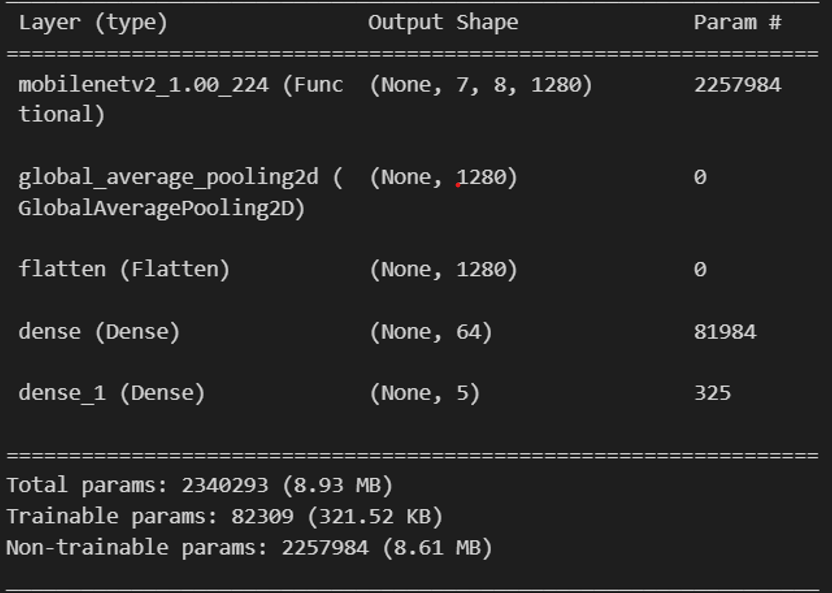 Layer (type) Output Shape Param #
=================================================================
mobilenetv2_1.00_224 (Func (None, 7, 8, 1280) 2257984
tional)
global_average_pooling2d ( (None, 1280) 0
GlobalAveragePooling2D)
flatten (Flatten) (None, 1280) 0
dense (Dense) (None, 64) 81984
dense_1 (Dense) (None, 5) 325
=================================================================
Total params: 2340293 (8.93 MB)
Trainable params: 82309 (321.52 KB)
Non-trainable params: 2257984 (8.61 MB)